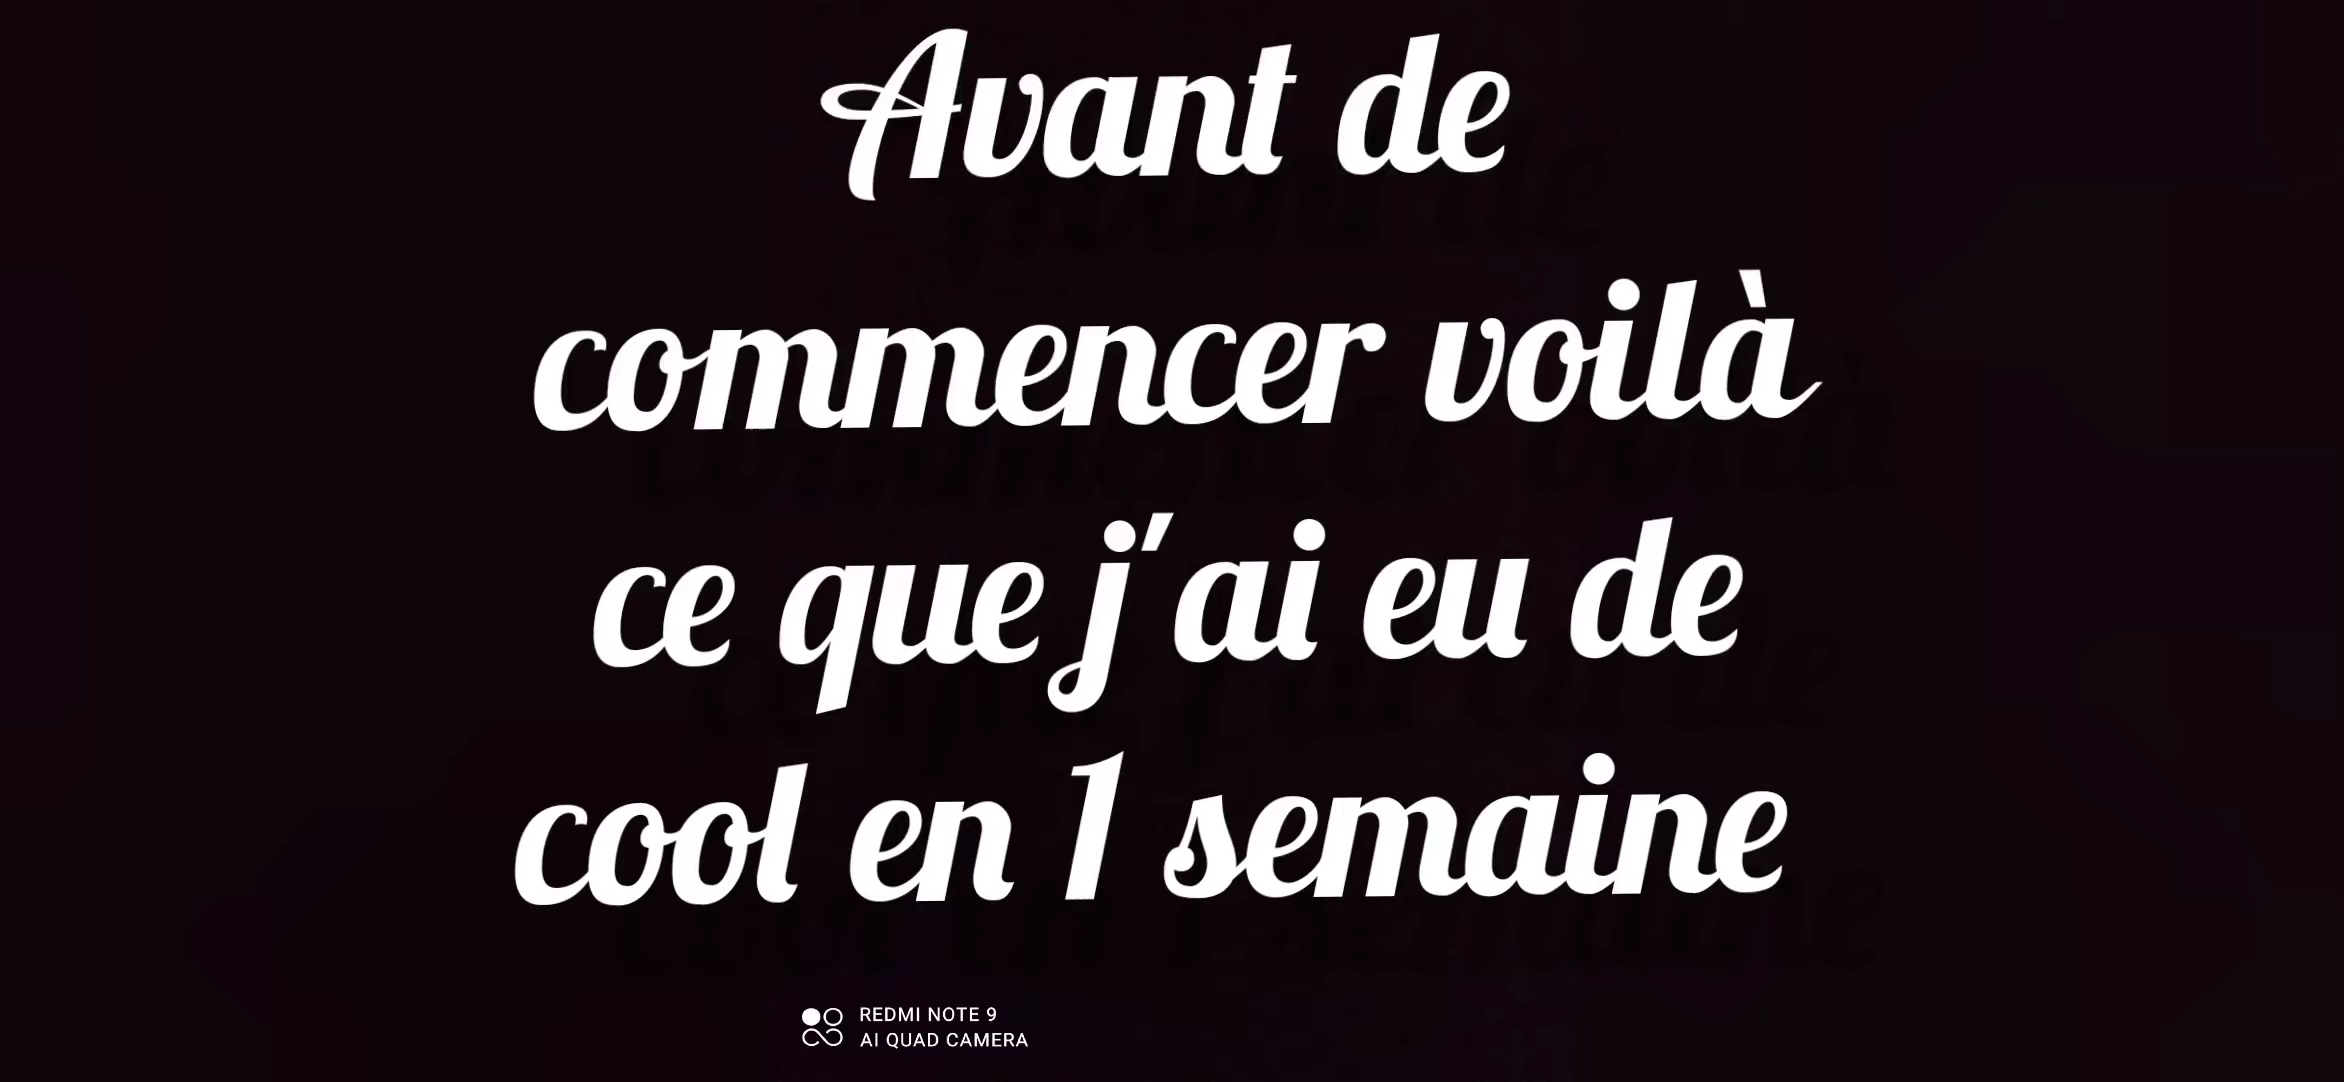 Avant de
commencer voilà
ce que j'ai eu de
cool en 1 semaine
REDMI NOTE 9
AI QUAD CAMERA